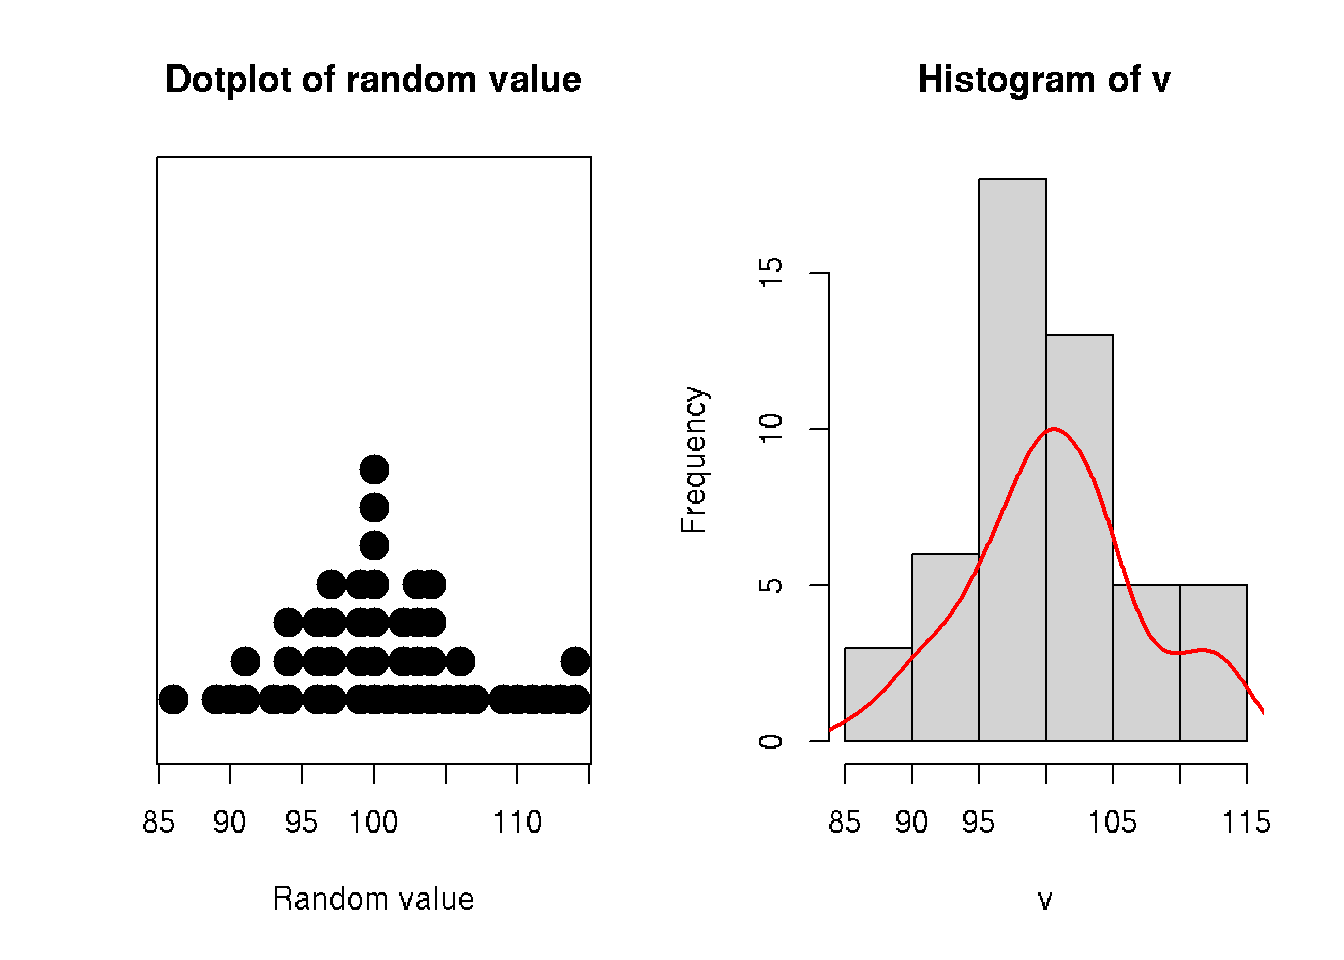 Dotplot of random value
85 90 95 100 110
Random value
Histogram of v
Frequency
0 5 10 15
85 90 95 105 115
v